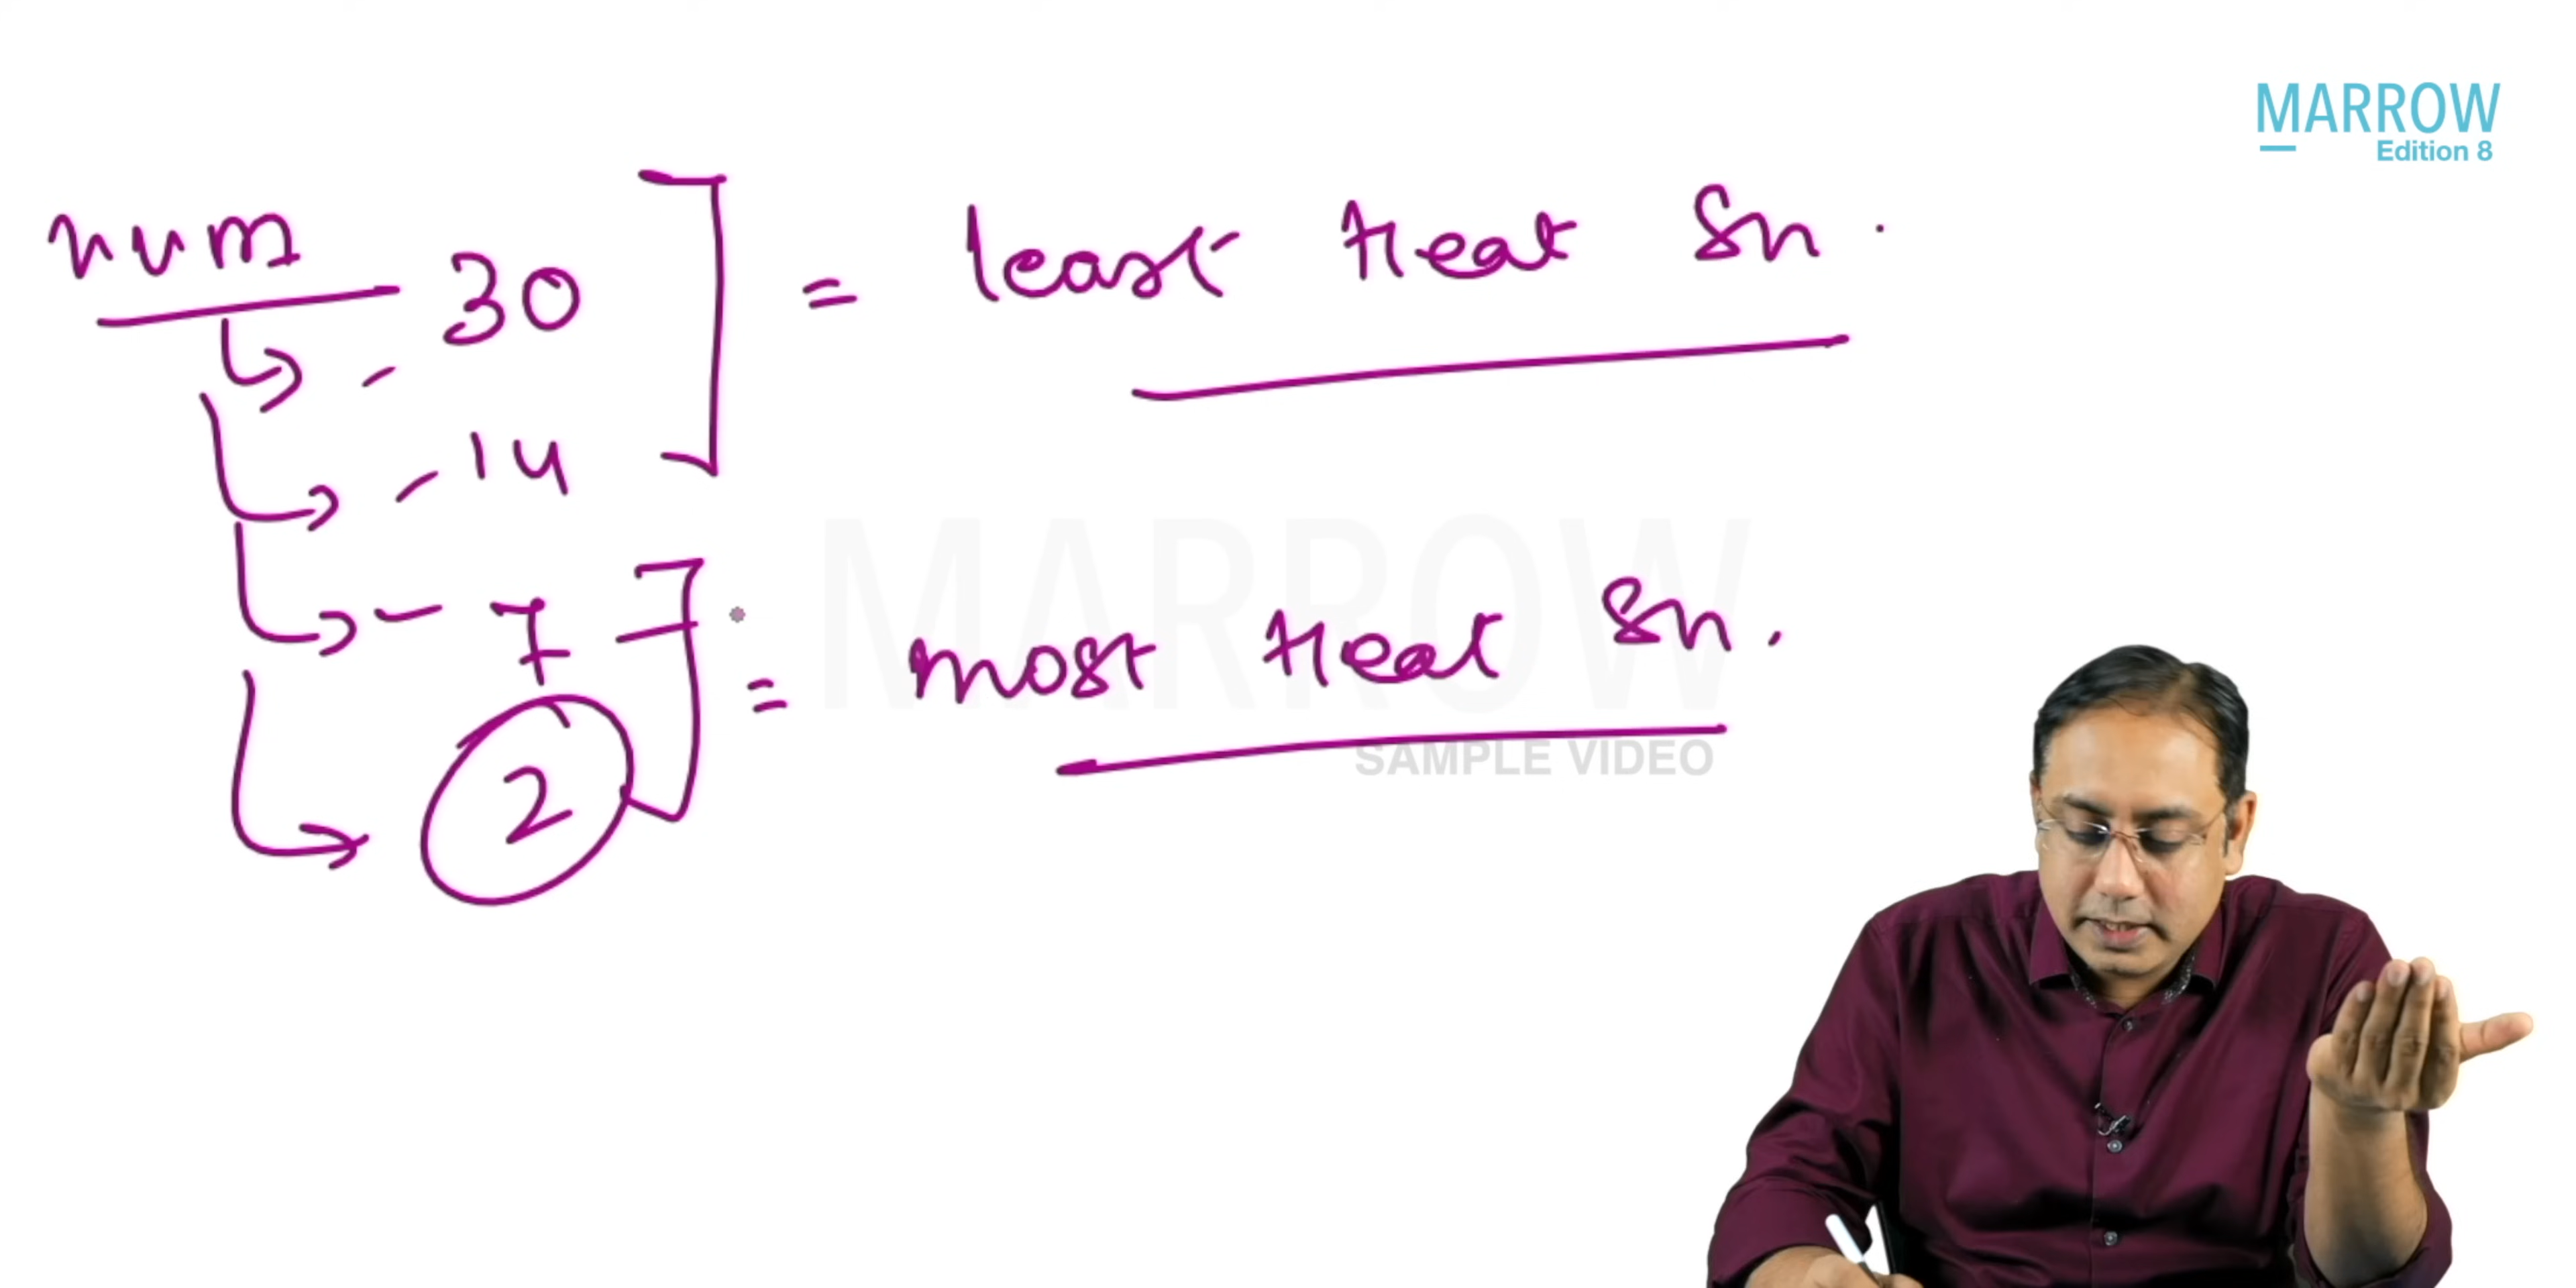 MARROW
Edition 8
num
- 30
- 14
= least Heat Sn.
- 7
2
= most Heat Sn.
MARROW
SAMPLE VIDEO